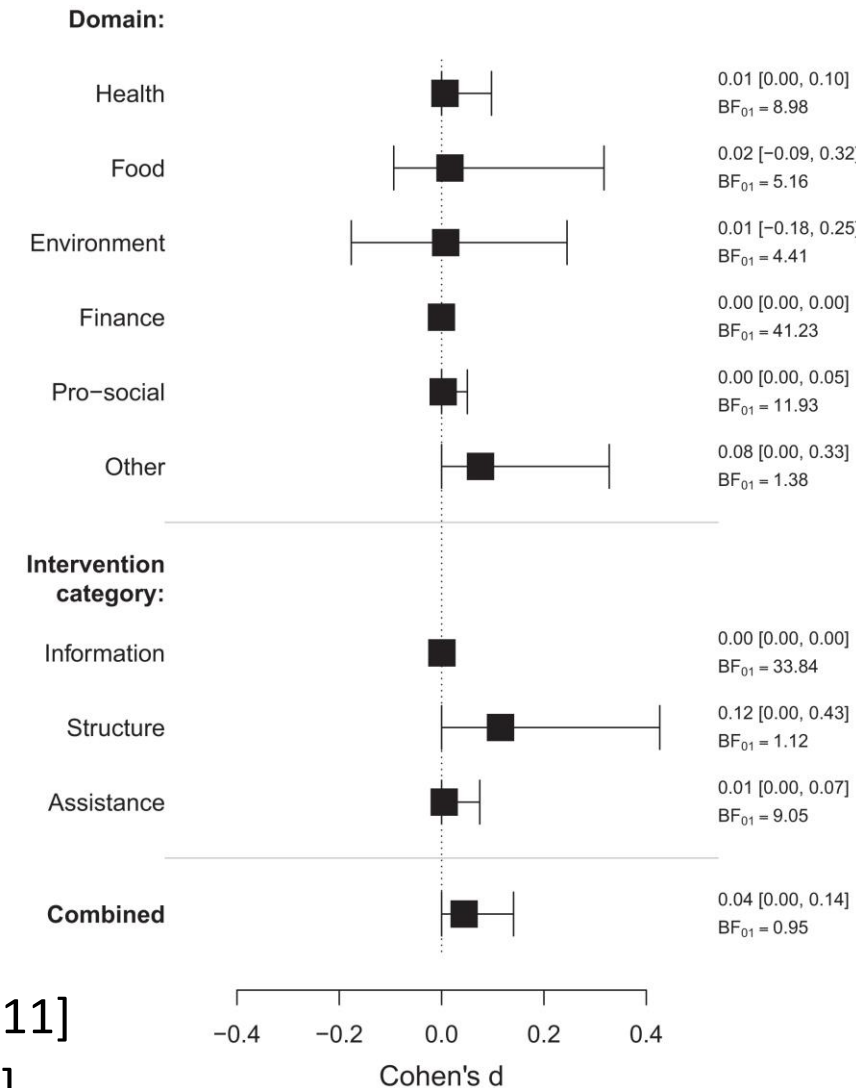 Domain:
Health
0.01 [0.00, 0.10]
BF₀₁ = 8.98
Food
0.02 [−0.09, 0.32]
BF₀₁ = 5.16
Environment
0.01 [−0.18, 0.25]
BF₀₁ = 4.41
Finance
0.00 [0.00, 0.00]
BF₀₁ = 41.23
Pro−social
0.00 [0.00, 0.05]
BF₀₁ = 11.93
Other
0.08 [0.00, 0.33]
BF₀₁ = 1.38
Intervention
category:
Information
0.00 [0.00, 0.00]
BF₀₁ = 33.84
Structure
0.12 [0.00, 0.43]
BF₀₁ = 1.12
Assistance
0.01 [0.00, 0.07]
BF₀₁ = 9.05
Combined
0.04 [0.00, 0.14]
BF₀₁ = 0.95
11]
−0.4 −0.2 0.0 0.2 0.4
Cohen's d
]